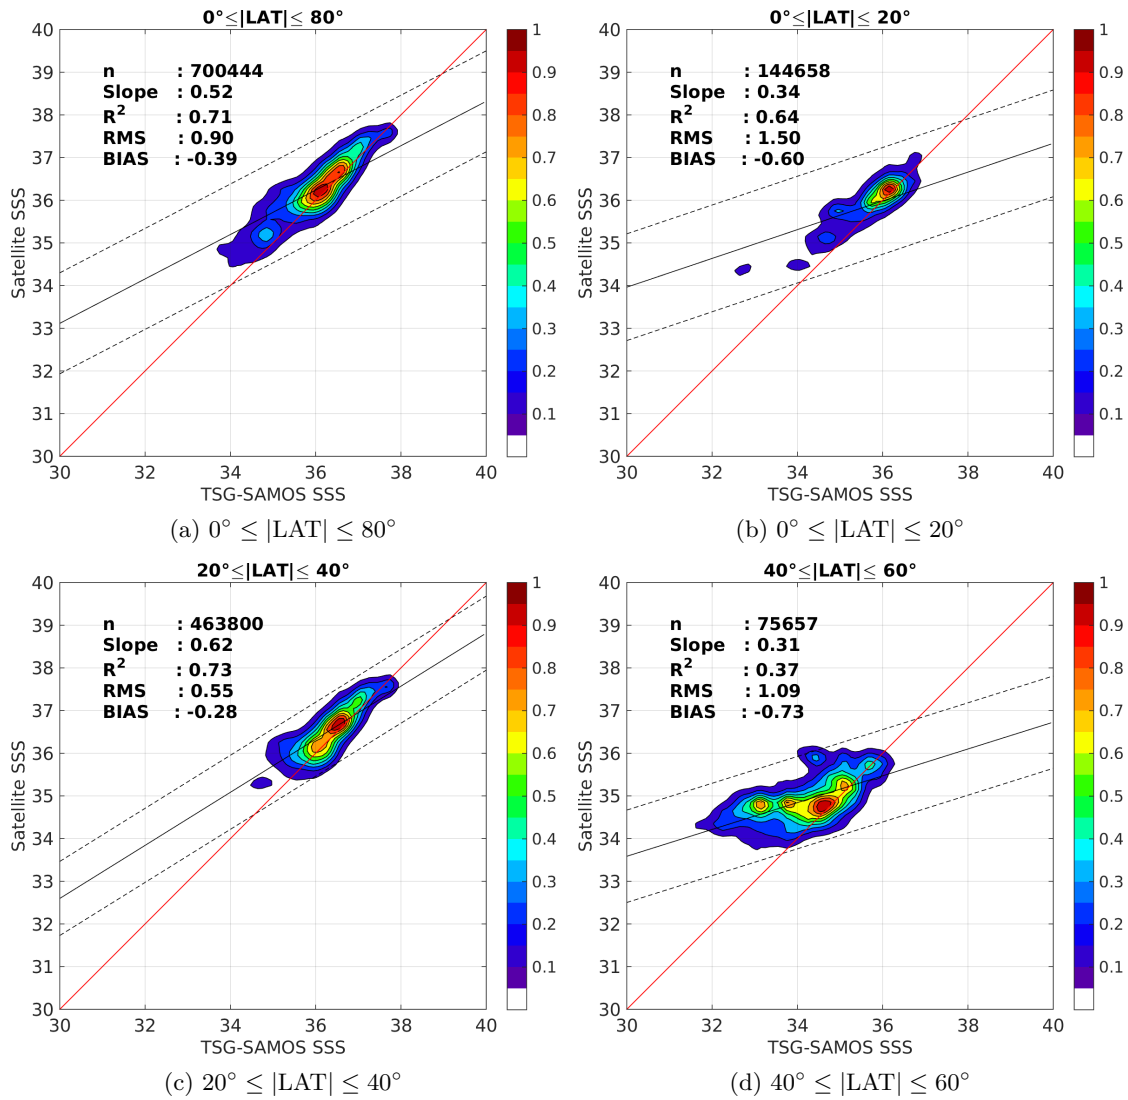 0°≤|LAT|≤ 80°
n : 700444
Slope : 0.52
R² : 0.71
RMS : 0.90
BIAS : -0.39
40
39
38
37
36
35
34
33
32
31
30
30 32 34 36 38 40
Satellite SSS
TSG-SAMOS SSS
1
0.9
0.8
0.7
0.6
0.5
0.4
0.3
0.2
0.1
(a) 0° ≤ |LAT| ≤ 80°
0°≤|LAT|≤ 20°
n : 144658
Slope : 0.34
R² : 0.64
RMS : 1.50
BIAS : -0.60
40
39
38
37
36
35
34
33
32
31
30
30 32 34 36 38 40
Satellite SSS
TSG-SAMOS SSS
1
0.9
0.8
0.7
0.6
0.5
0.4
0.3
0.2
0.1
(b) 0° ≤ |LAT| ≤ 20°
20°≤|LAT|≤ 40°
n : 463800
Slope : 0.62
R² : 0.73
RMS : 0.55
BIAS : -0.28
40
39
38
37
36
35
34
33
32
31
30
30 32 34 36 38 40
Satellite SSS
TSG-SAMOS SSS
1
0.9
0.8
0.7
0.6
0.5
0.4
0.3
0.2
0.1
(c) 20° ≤ |LAT| ≤ 40°
40°≤|LAT|≤ 60°
n : 75657
Slope : 0.31
R² : 0.37
RMS : 1.09
BIAS : -0.73
40
39
38
37
36
35
34
33
32
31
30
30 32 34 36 38 40
Satellite SSS
TSG-SAMOS SSS
1
0.9
0.8
0.7
0.6
0.5
0.4
0.3
0.2
0.1
(d) 40° ≤ |LAT| ≤ 60°